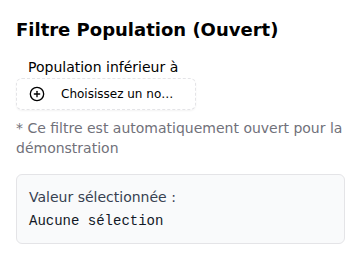 Filtre Population (Ouvert)
Population inférieur à
Choisissez un no...
* Ce filtre est automatiquement ouvert pour la
démonstration
Valeur sélectionnée :
Aucune sélection